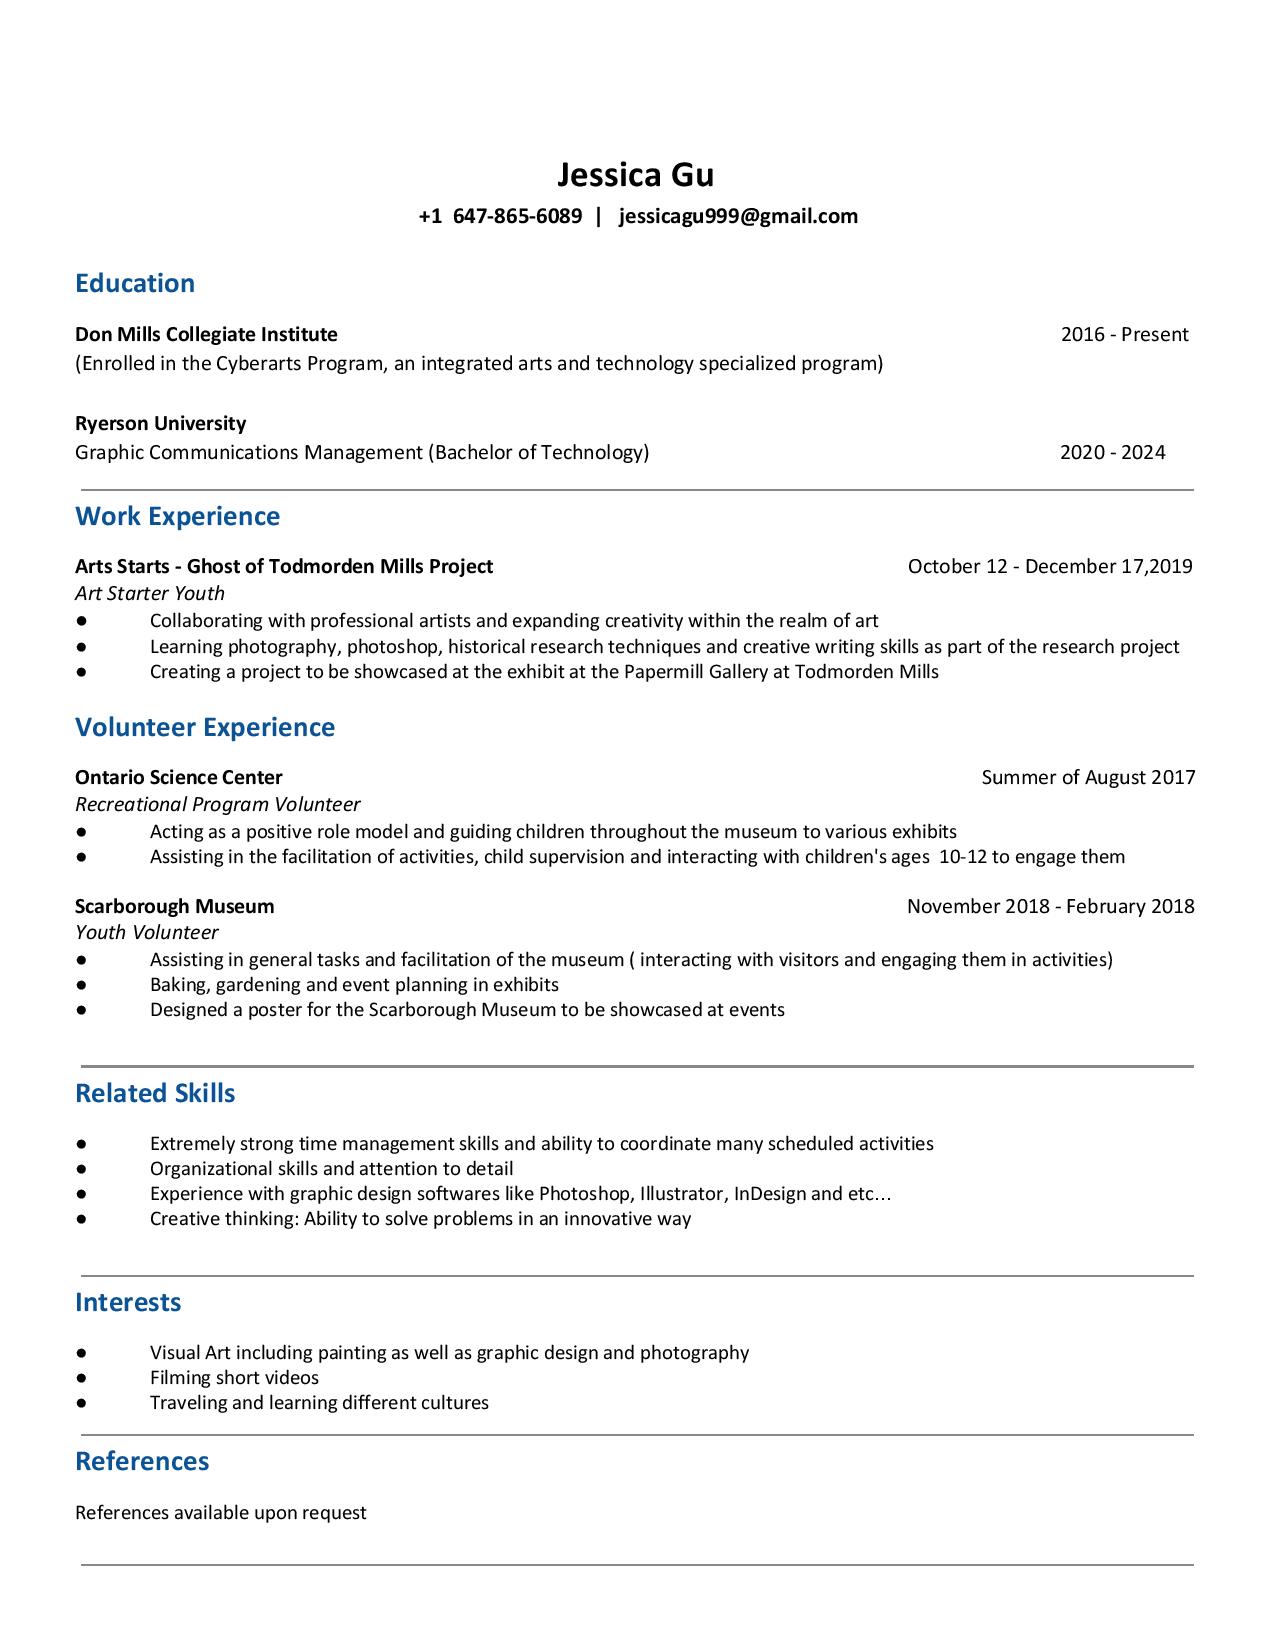 Jessica Gu
+1 647-865-6089 | jessicagu999@gmail.com
Education
Don Mills Collegiate Institute 2016 - Present
(Enrolled in the Cyberarts Program, an integrated arts and technology specialized program)
Ryerson University
Graphic Communications Management (Bachelor of Technology) 2020 - 2024
Work Experience
Arts Starts - Ghost of Todmorden Mills Project October 12 - December 17,2019
Art Starter Youth
● Collaborating with professional artists and expanding creativity within the realm of art
● Learning photography, photoshop, historical research techniques and creative writing skills as part of the research project
● Creating a project to be showcased at the exhibit at the Papermill Gallery at Todmorden Mills
Volunteer Experience
Ontario Science Center Summer of August 2017
Recreational Program Volunteer
● Acting as a positive role model and guiding children throughout the museum to various exhibits
● Assisting in the facilitation of activities, child supervision and interacting with children's ages 10-12 to engage them
Scarborough Museum November 2018 - February 2018
Youth Volunteer
● Assisting in general tasks and facilitation of the museum ( interacting with visitors and engaging them in activities)
● Baking, gardening and event planning in exhibits
● Designed a poster for the Scarborough Museum to be showcased at events
Related Skills
● Extremely strong time management skills and ability to coordinate many scheduled activities
● Organizational skills and attention to detail
● Experience with graphic design softwares like Photoshop, Illustrator, InDesign and etc…
● Creative thinking: Ability to solve problems in an innovative way
Interests
● Visual Art including painting as well as graphic design and photography
● Filming short videos
● Traveling and learning different cultures
References
References available upon request